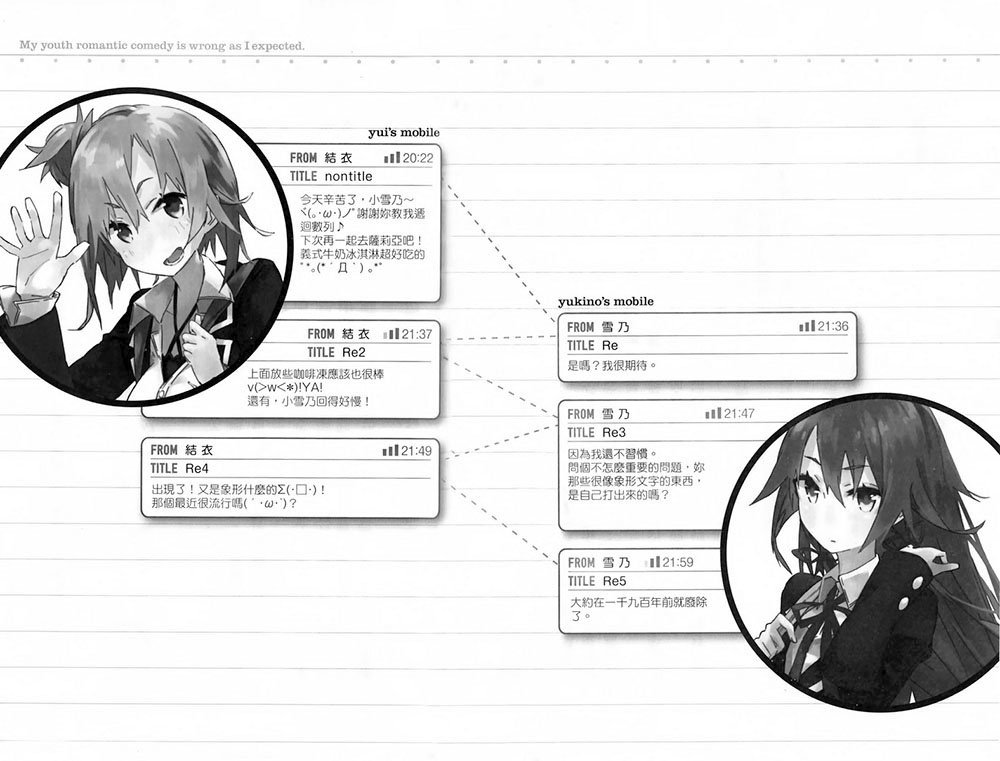 My youth romantic comedy is wrong as I expected.
yui's mobile
FROM 結衣 20:22
TITLE nontitle
今天辛苦了，小雪乃～
ヾ(｡･ω･)ノ゛謝謝妳教我遞
迴數列♪
下次再一起去薩莉亞吧！
義式牛奶冰淇淋超好吃的
ﾟ*｡(*´Д｀)｡*ﾟ
yukino's mobile
FROM 雪乃 21:36
TITLE Re
是嗎？我很期待。
FROM 結衣 21:37
TITLE Re2
上面放些咖啡凍應該也很棒
v(>w<*)!YA!
還有，小雪乃回得好慢！
FROM 雪乃 21:47
TITLE Re3
因為我還不習慣。
問個不怎麼重要的問題，妳
那些很像象形文字的東西，
是自己打出來的嗎？
FROM 結衣 21:49
TITLE Re4
出現了！又是象形什麼的Σ(･□･)！
那個最近很流行嗎(´･ω･`)？
FROM 雪乃 21:59
TITLE Re5
大約在一千九百年前就廢除
了。